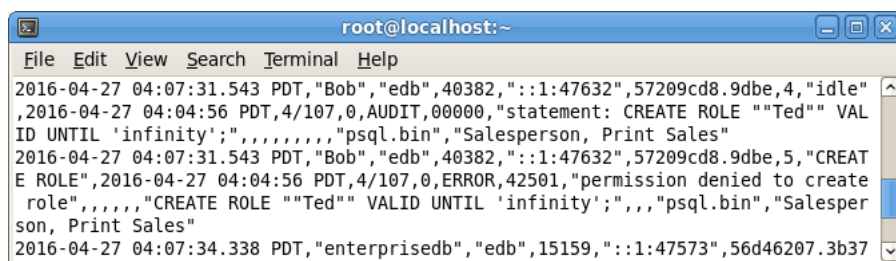 root@localhost:~
File Edit View Search Terminal Help
2016-04-27 04:07:31.543 PDT,"Bob","edb",40382,"::1:47632",57209cd8.9dbe,4,"idle"
,2016-04-27 04:04:56 PDT,4/107,0,AUDIT,00000,"statement: CREATE ROLE ""Ted"" VAL
ID UNTIL 'infinity';",,,,,,,,,"psql.bin","Salesperson, Print Sales"
2016-04-27 04:07:31.543 PDT,"Bob","edb",40382,"::1:47632",57209cd8.9dbe,5,"CREAT
E ROLE",2016-04-27 04:04:56 PDT,4/107,0,ERROR,42501,"permission denied to create
 role",,,,,,"CREATE ROLE ""Ted"" VALID UNTIL 'infinity';",,,"psql.bin","Salesper
son, Print Sales"
2016-04-27 04:07:34.338 PDT,"enterprisedb","edb",15159,"::1:47573",56d46207.3b37